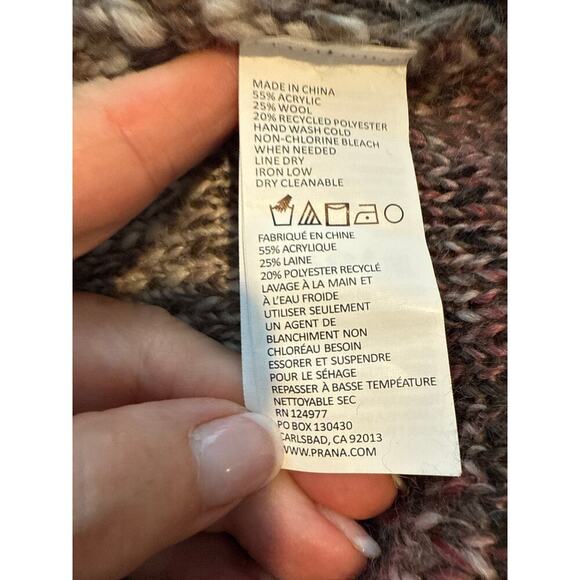 MADE IN CHINA
55% ACRYLIC
25% WOOL
20% RECYCLED POLYESTER
HAND WASH COLD
NON-CHLORINE BLEACH
WHEN NEEDED
LINE DRY
IRON LOW
DRY CLEANABLE
FABRIQUÉ EN CHINE
55% ACRYLIQUE
25% LAINE
20% POLYESTER RECYCLÉ
LAVAGE À LA MAIN ET
À L'EAU FROIDE
UTILISER SEULEMENT
UN AGENT DE
BLANCHIMENT NON
CHLORÉAU BESOIN
ESSORER ET SUSPENDRE
POUR LE SÉHAGE
REPASSER À BASSE TEMPÉATURE
NETTOYABLE SEC
RN 124977
PO BOX 130430
CARLSBAD, CA 92013
WWW.PRANA.COM